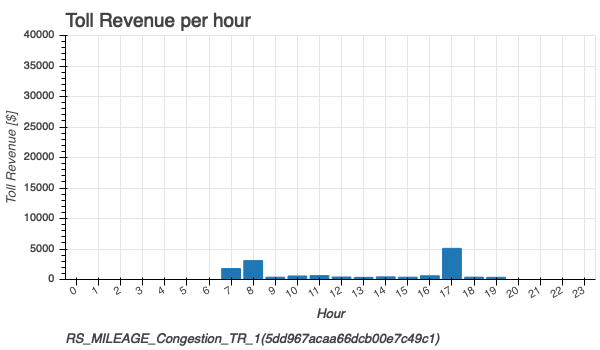 Toll Revenue per hour
40000
35000
30000
25000
20000
15000
10000
5000
0
Toll Revenue [$]
0 1 2 3 4 5 6 7 8 9 10 11 12 13 14 15 16 17 18 19 20 21 22 23
Hour
RS_MILEAGE_Congestion_TR_1(5dd967acaa66dcb00e7c49c1)